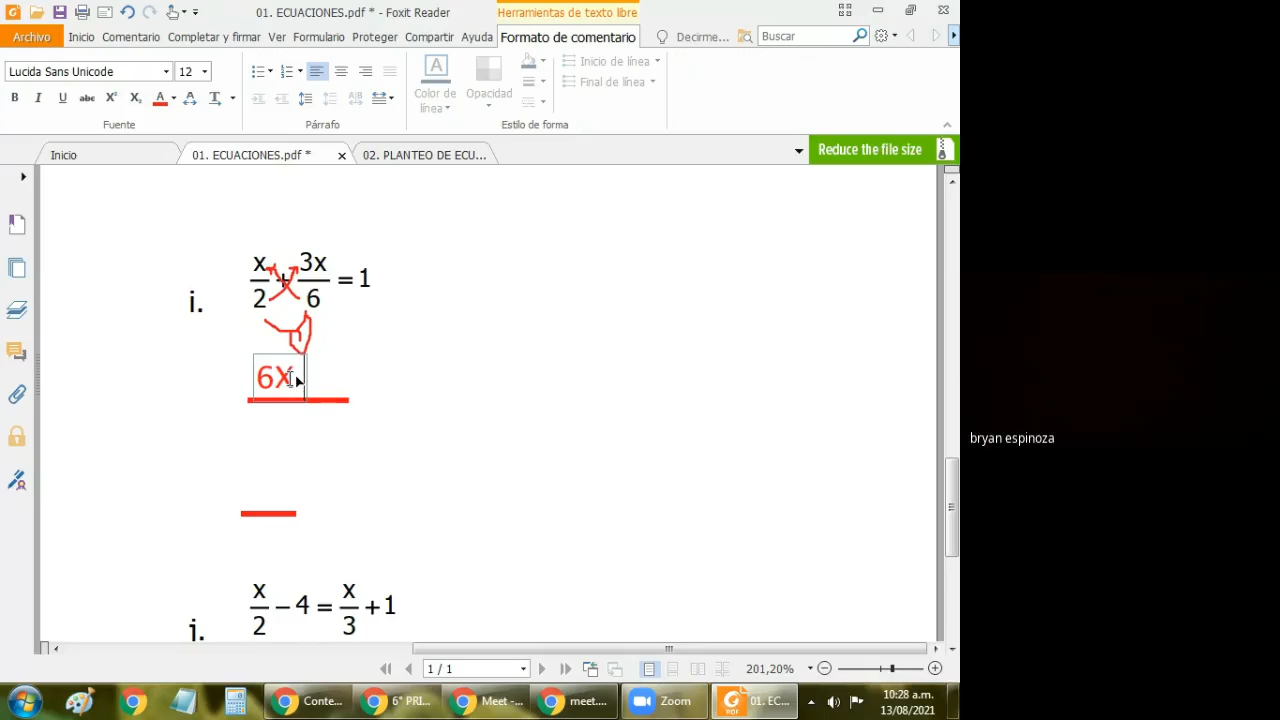 01. ECUACIONES.pdf * - Foxit Reader
Herramientas de texto libre
Archivo Inicio Comentario Completar y firmar Ver Formulario Proteger Compartir Ayuda Formato de comentario Decirme... Buscar
Lucida Sans Unicode 12
Color de línea
Opacidad
Inicio de línea
Final de línea
B I U abc X² X₂ A A T
Fuente Párrafo Estilo de forma
Inicio 01. ECUACIONES.pdf * 02. PLANTEO DE ECU... Reduce the file size
i. x/2 + 3x/6 = 1
6X
j. x/2 − 4 = x/3 + 1
bryan espinoza
1 / 1 201,20%
Conte... 6° PRI... Meet -... meet.... Zoom 01. EC...
10:28 a.m.
13/08/2021